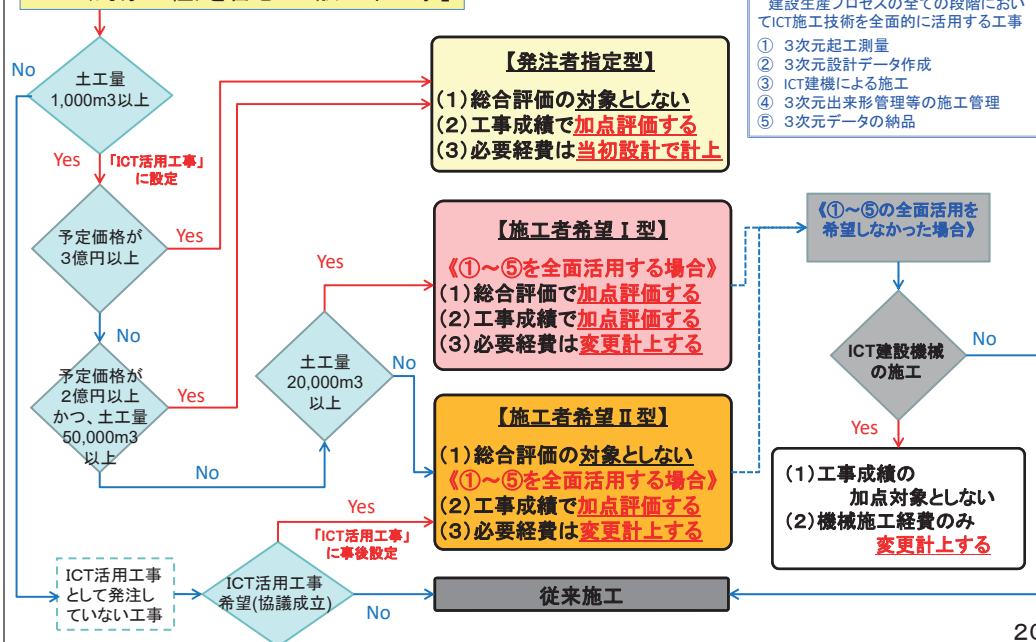 建設生産プロセスの全ての段階におい
てICT施工技術を全面的に活用する工事
① 3次元起工測量
② 3次元設計データ作成
③ ICT建機による施工
④ 3次元出来形管理等の施工管理
⑤ 3次元データの納品
No
土工量
1,000m3以上
Yes
「ICT活用工事」
に設定
【発注者指定型】
(1)総合評価の対象としない
(2)工事成績で加点評価する
(3)必要経費は当初設計で計上
予定価格が
3億円以上
Yes
No
予定価格が
2億円以上
かつ、土工量
50,000m3
以上
Yes
No
Yes
土工量
20,000m3
以上
No
【施工者希望Ⅰ型】
《①～⑤を全面活用する場合》
(1)総合評価で加点評価する
(2)工事成績で加点評価する
(3)必要経費は変更計上する
【施工者希望Ⅱ型】
(1)総合評価の対象としない
《①～⑤を全面活用する場合》
(2)工事成績で加点評価する
(3)必要経費は変更計上する
《①～⑤の全面活用を
希望しなかった場合》
ICT建設機械
の施工
No
Yes
(1)工事成績の
加点対象としない
(2)機械施工経費のみ
変更計上する
Yes
「ICT活用工事」
に事後設定
ICT活用工事
として発注し
ていない工事
ICT活用工事
希望(協議成立)
No
従来施工